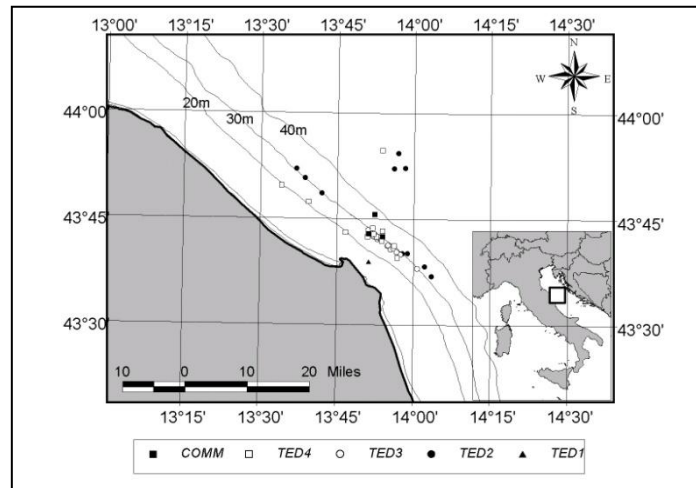 13°00' 13°15' 13°30' 13°45' 14°00' 14°15' 14°30'
N
W E
S
44°00' 44°00'
20m
30m
40m
43°45' 43°45'
43°30' 43°30'
10 0 10 20 Miles
13°15' 13°30' 13°45' 14°00' 14°15' 14°30'
COMM TED4 TED3 TED2 TED1